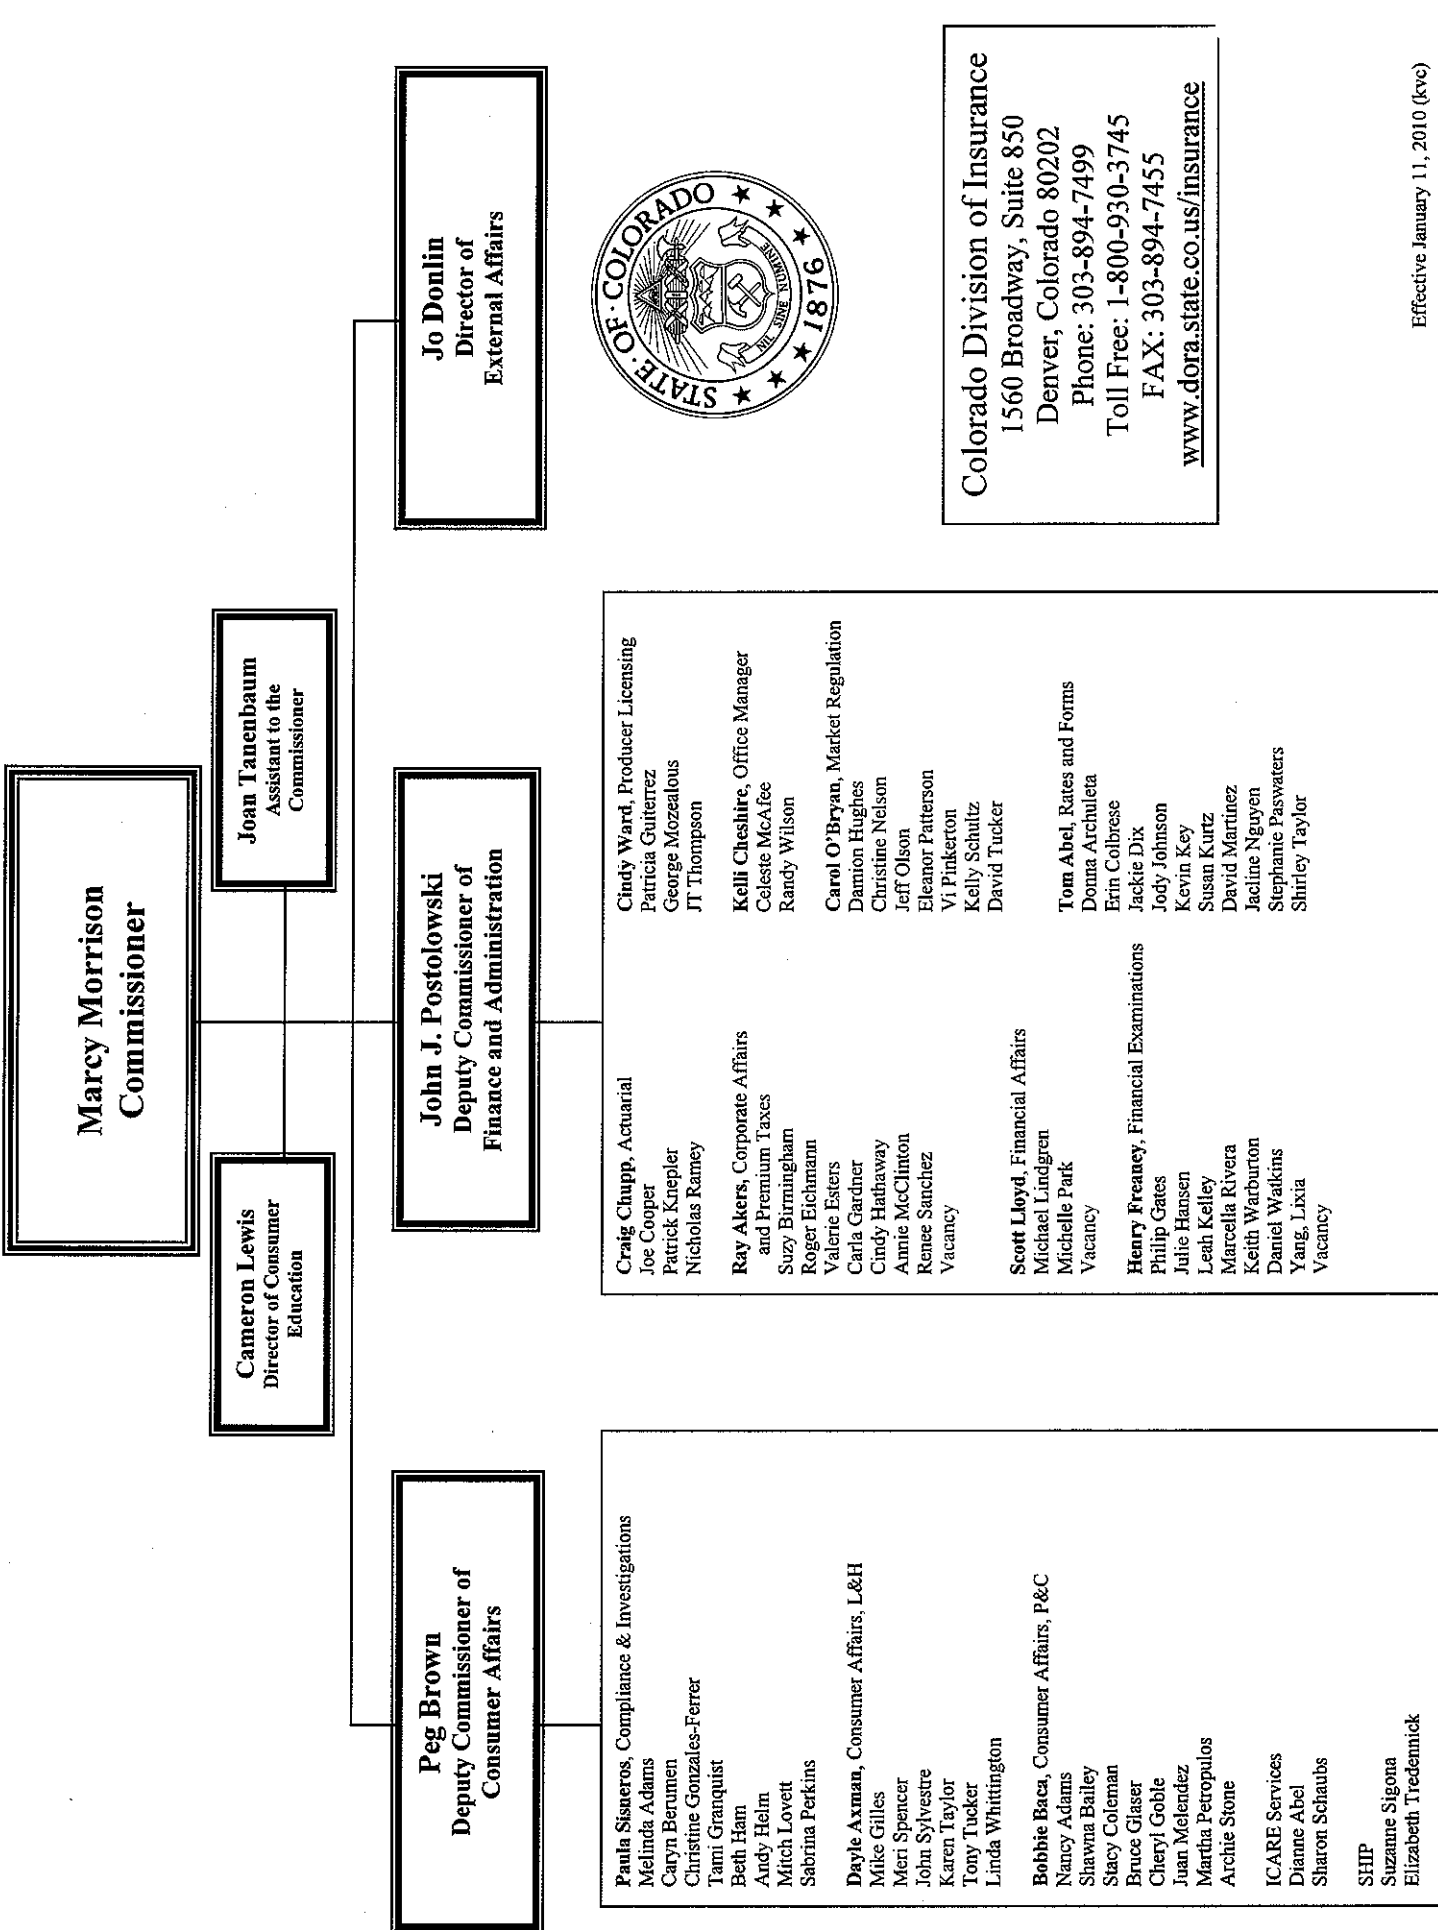 Marcy Morrison
Commissioner
Cameron Lewis
Director of Consumer
Education
Joan Tanenbaum
Assistant to the
Commissioner
Peg Brown
Deputy Commissioner of
Consumer Affairs
John J. Postolowski
Deputy Commissioner of
Finance and Administration
Jo Donlin
Director of
External Affairs
Paula Sisneros, Compliance & Investigations
Melinda Adams
Caryn Berumen
Christine Gonzales-Ferrer
Tami Granquist
Beth Ham
Andy Helm
Mitch Lovett
Sabrina Perkins
Dayle Axman, Consumer Affairs, L&H
Mike Gilles
Meri Spencer
John Sylvestre
Karen Taylor
Tony Tucker
Linda Whittington
Bobbie Baca, Consumer Affairs, P&C
Nancy Adams
Shawna Bailey
Stacy Coleman
Bruce Glaser
Cheryl Goble
Juan Melendez
Martha Petropulos
Archie Stone
ICARE Services
Dianne Abel
Sharon Schaubs
SHIP
Suzanne Sigona
Elizabeth Tredennick
Craig Chupp, Actuarial
Joe Cooper
Patrick Knepler
Nicholas Ramey
Ray Akers, Corporate Affairs
and Premium Taxes
Suzy Birmingham
Roger Eichmann
Valerie Esters
Carla Gardner
Cindy Hathaway
Annie McClinton
Renee Sanchez
Vacancy
Scott Lloyd, Financial Affairs
Michael Lindgren
Michelle Park
Vacancy
Henry Freaney, Financial Examinations
Philip Gates
Julie Hansen
Leah Kelley
Marcella Rivera
Keith Warburton
Daniel Watkins
Yang, Lixia
Vacancy
Cindy Ward, Producer Licensing
Patricia Guiterrez
George Mozealous
JT Thompson
Kelli Cheshire, Office Manager
Celeste McAfee
Randy Wilson
Carol O'Bryan, Market Regulation
Damion Hughes
Christine Nelson
Jeff Olson
Eleanor Patterson
Vi Pinkerton
Kelly Schultz
David Tucker
Tom Abel, Rates and Forms
Donna Archuleta
Erin Colbrese
Jackie Dix
Jody Johnson
Kevin Key
Susan Kurtz
David Martinez
Jacline Nguyen
Stephanie Paswaters
Shirley Taylor
STATE · OF · COLORADO
NIL SINE NUMINE
★ ★ ★ ★ 1876 ★ ★ ★ ★
Colorado Division of Insurance
1560 Broadway, Suite 850
Denver, Colorado 80202
Phone: 303-894-7499
Toll Free: 1-800-930-3745
FAX: 303-894-7455
www.dora.state.co.us/insurance
Effective January 11, 2010 (kvc)